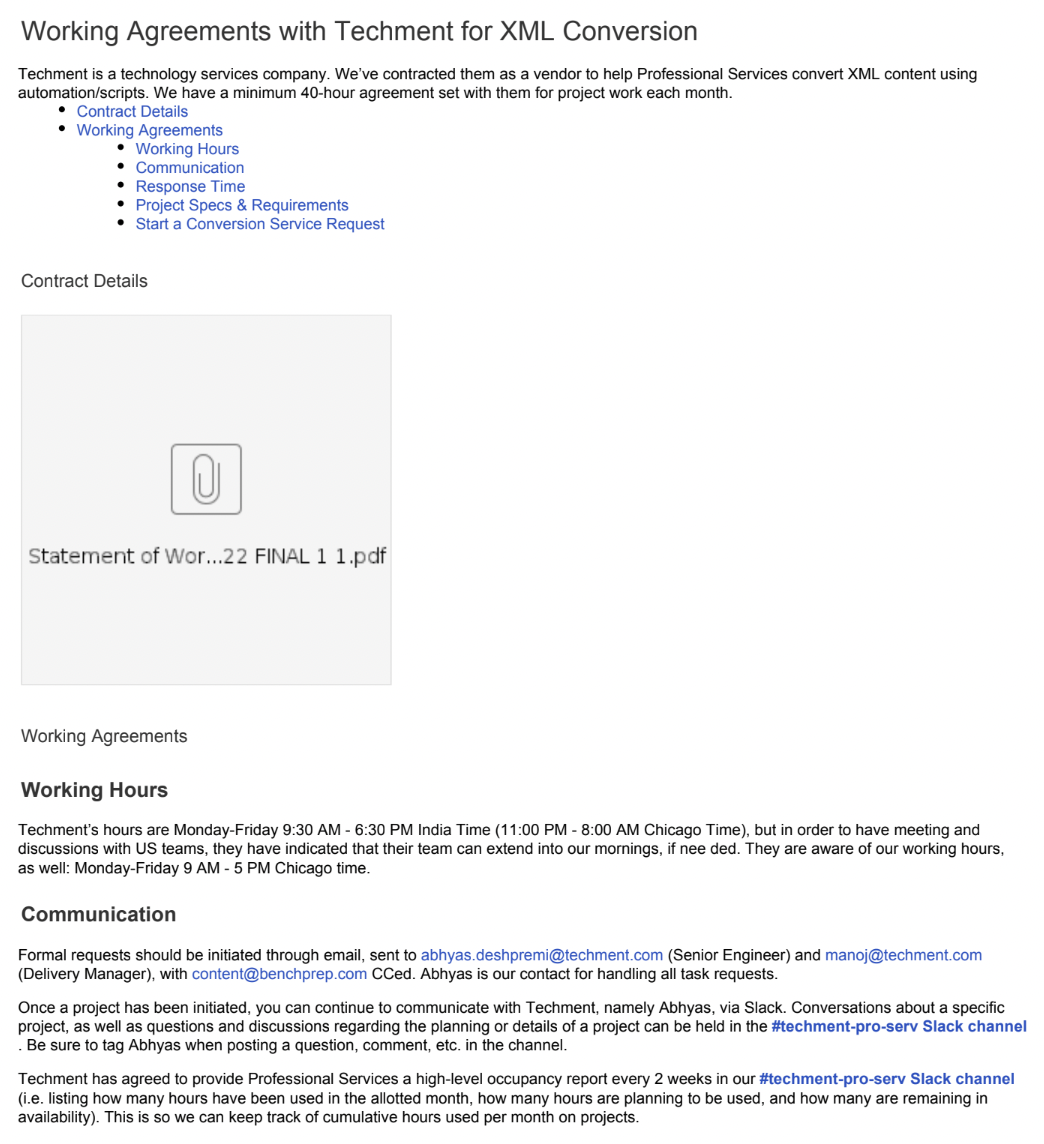 Working Agreements with Techment for XML Conversion
Techment is a technology services company. We've contracted them as a vendor to help Professional Services convert XML content using
automation/scripts. We have a minimum 40-hour agreement set with them for project work each month.
Contract Details
Working Agreements
Working Hours
Communication
Response Time
Project Specs & Requirements
Start a Conversion Service Request
Contract Details
Statement of Wor...22 FINAL 1 1.pdf
Working Agreements
Working Hours
Techment's hours are Monday-Friday 9:30 AM - 6:30 PM India Time (11:00 PM - 8:00 AM Chicago Time), but in order to have meeting and
discussions with US teams, they have indicated that their team can extend into our mornings, if nee ded. They are aware of our working hours,
as well: Monday-Friday 9 AM - 5 PM Chicago time.
Communication
Formal requests should be initiated through email, sent to abhyas.deshpremi@techment.com (Senior Engineer) and manoj@techment.com
(Delivery Manager), with content@benchprep.com CCed. Abhyas is our contact for handling all task requests.
Once a project has been initiated, you can continue to communicate with Techment, namely Abhyas, via Slack. Conversations about a specific
project, as well as questions and discussions regarding the planning or details of a project can be held in the #techment-pro-serv Slack channel
. Be sure to tag Abhyas when posting a question, comment, etc. in the channel.
Techment has agreed to provide Professional Services a high-level occupancy report every 2 weeks in our #techment-pro-serv Slack channel
(i.e. listing how many hours have been used in the allotted month, how many hours are planning to be used, and how many are remaining in
availability). This is so we can keep track of cumulative hours used per month on projects.